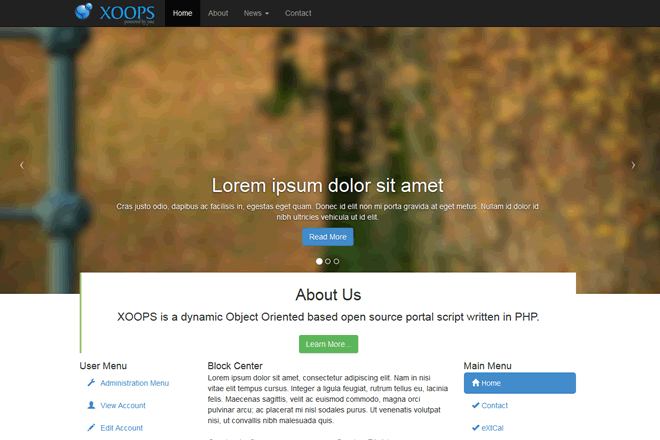 XOOPS
powered by you
Home About News Contact
Lorem ipsum dolor sit amet
Cras justo odio, dapibus ac facilisis in, egestas eget quam. Donec id elit non mi porta gravida at eget metus. Nullam id dolor id
nibh ultricies vehicula ut id elit.
Read More
About Us
XOOPS is a dynamic Object Oriented based open source portal script written in PHP.
Learn More...
User Menu
Administration Menu
View Account
Edit Account
Block Center
Lorem ipsum dolor sit amet, consectetur adipiscing elit. Nam in nisi
vitae elit tempus cursus. Integer a ligula feugiat, rutrum tellus eu, lacinia
felis. Maecenas sagittis, velit ac euismod commodo, magna orci
pulvinar arcu; ac placerat mi nisl sodales purus. Ut venenatis volutpat
nisi, ut convallis nibh malesuada quis.
Main Menu
Home
Contact
eXtCal